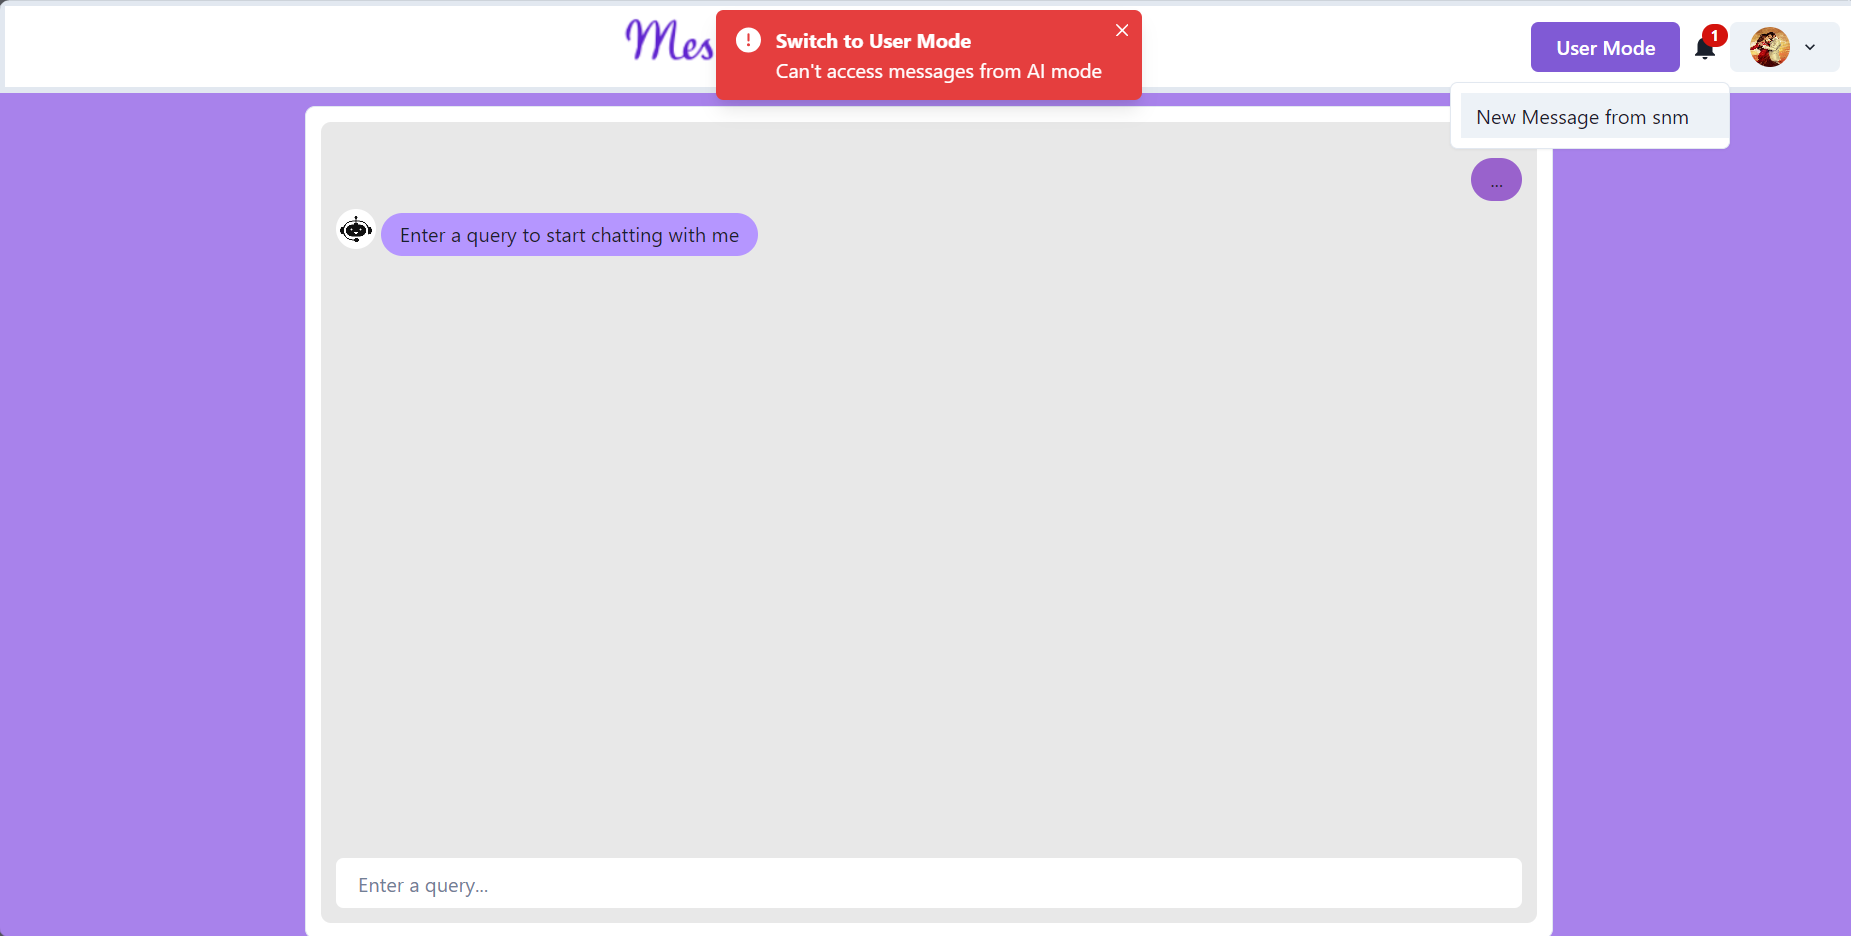 Mes
Switch to User Mode
Can't access messages from AI mode
User Mode
1
New Message from snm
...
Enter a query to start chatting with me
Enter a query...